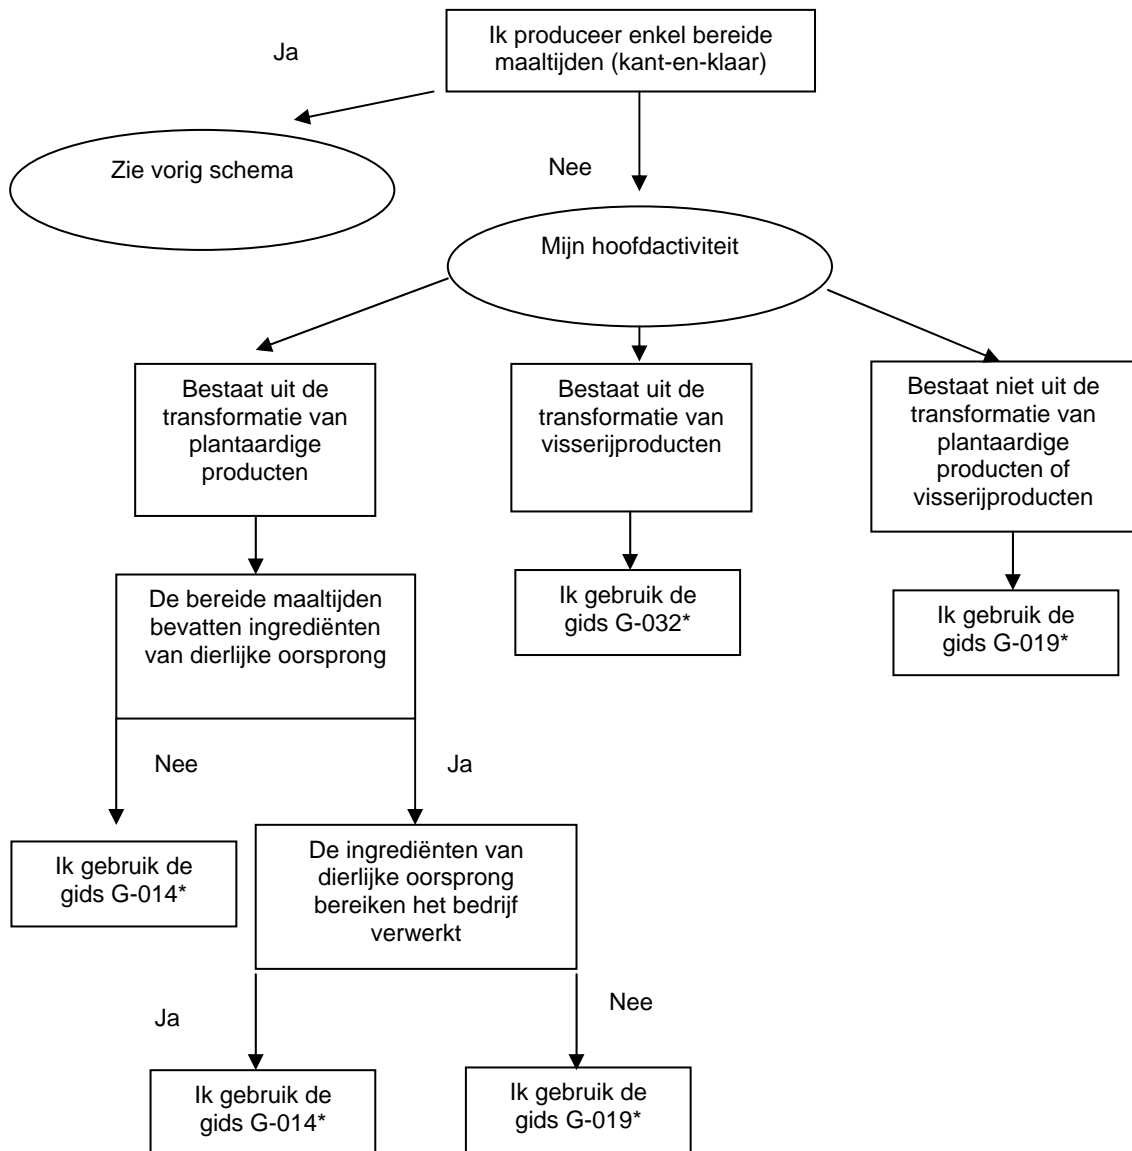 Ik produceer enkel bereide
maaltijden (kant-en-klaar)
Ja
Zie vorig schema
Nee
Mijn hoofdactiviteit
Bestaat uit de
transformatie van
plantaardige
producten
Bestaat uit de
transformatie van
visserijproducten
Bestaat niet uit de
transformatie van
plantaardige
producten of
visserijproducten
De bereide maaltijden
bevatten ingrediënten
van dierlijke oorsprong
Ik gebruik de
gids G-032*
Ik gebruik de
gids G-019*
Nee
Ja
Ik gebruik de
gids G-014*
De ingrediënten van
dierlijke oorsprong
bereiken het bedrijf
verwerkt
Ja
Nee
Ik gebruik de
gids G-014*
Ik gebruik de
gids G-019*